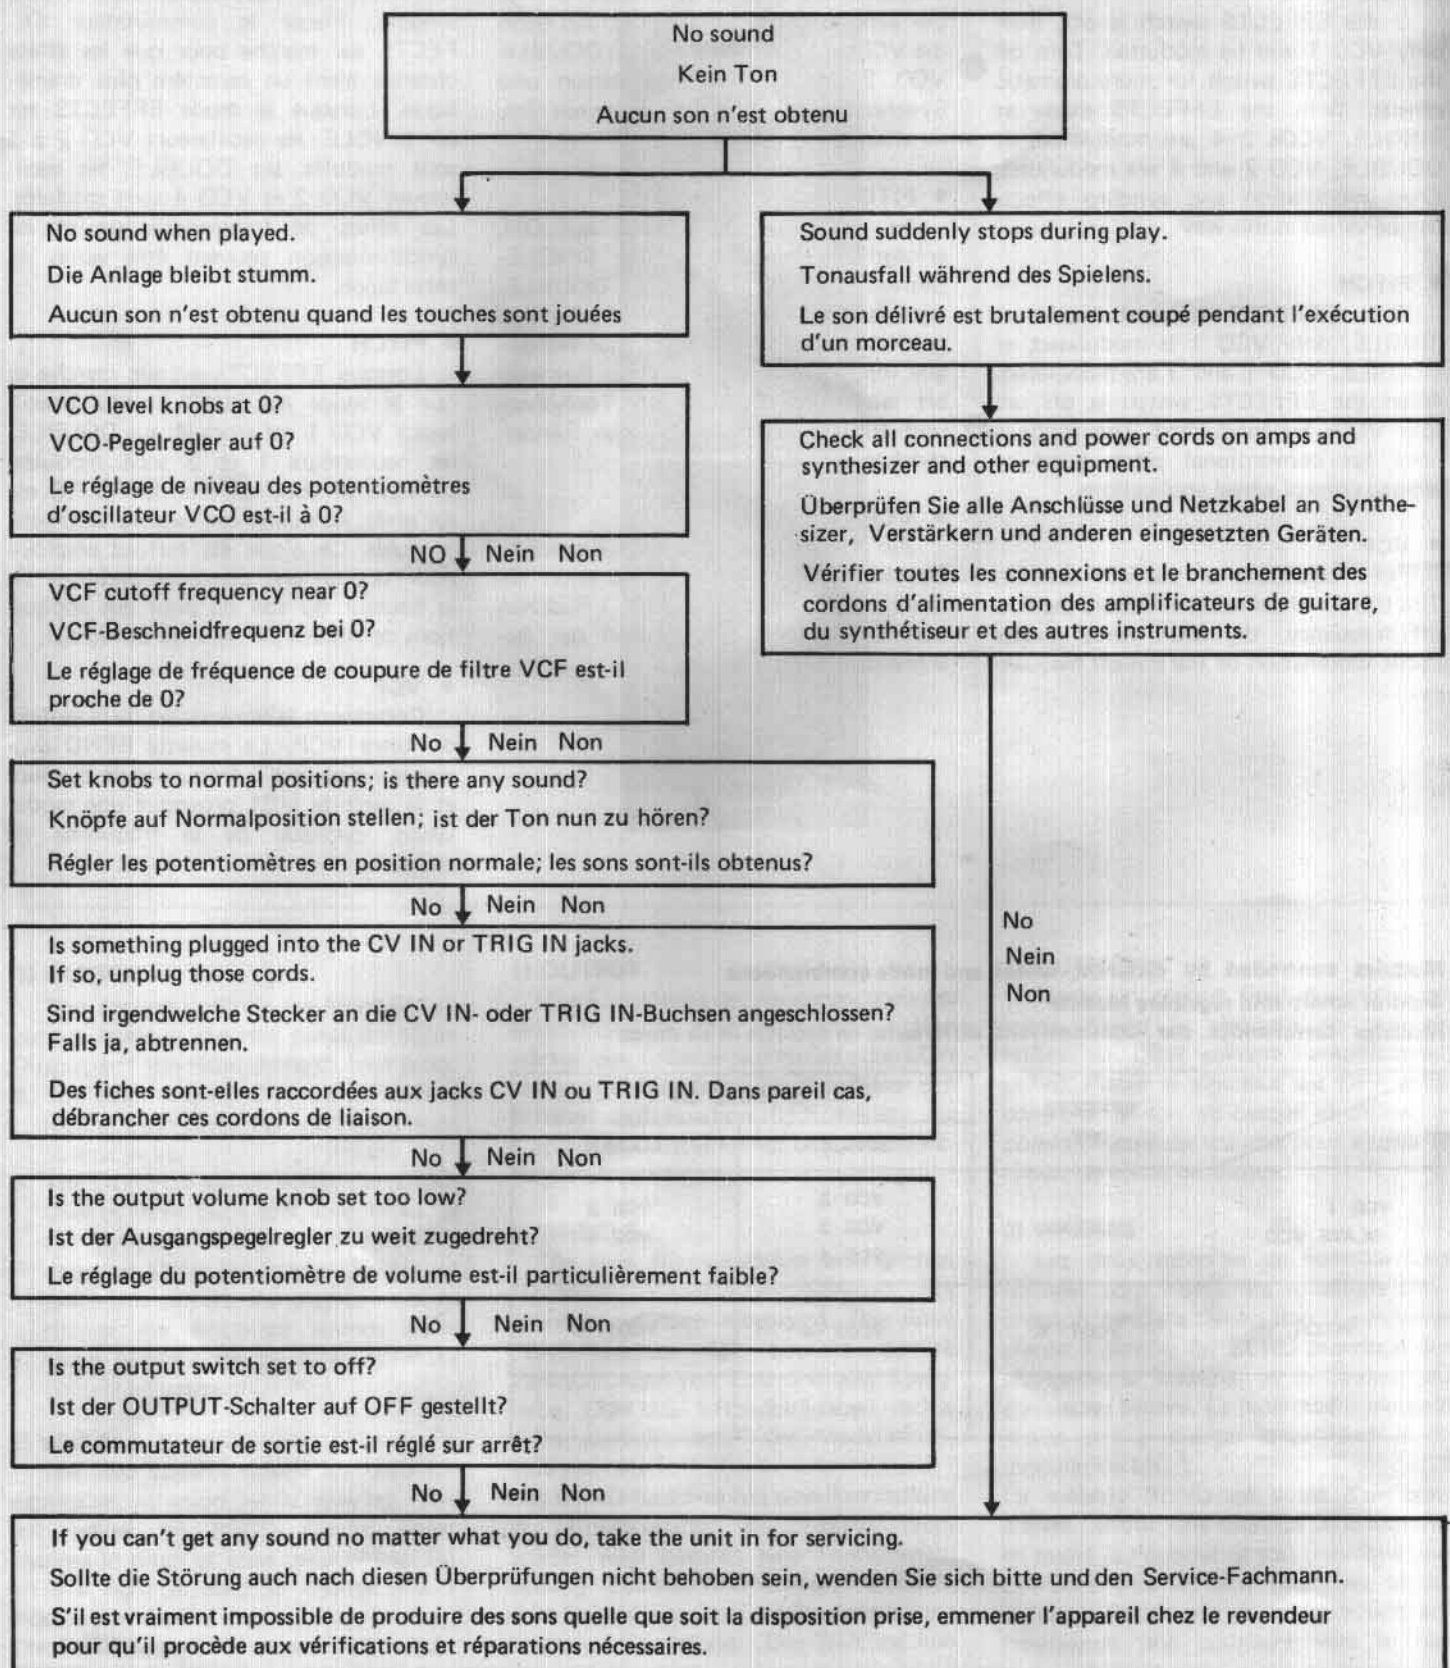 No sound
Kein Ton
Aucun son n'est obtenu
No sound when played.
Die Anlage bleibt stumm.
Aucun son n'est obtenu quand les touches sont jouées
VCO level knobs at 0?
VCO-Pegelregler auf 0?
Le réglage de niveau des potentiomètres
d'oscillateur VCO est-il à 0?
NO Nein Non
VCF cutoff frequency near 0?
VCF-Beschneidfrequenz bei 0?
Le réglage de fréquence de coupure de filtre VCF est-il
proche de 0?
No Nein Non
Set knobs to normal positions; is there any sound?
Knöpfe auf Normalposition stellen; ist der Ton nun zu hören?
Régler les potentiomètres en position normale; les sons sont-ils obtenus?
No Nein Non
Is something plugged into the CV IN or TRIG IN jacks.
If so, unplug those cords.
Sind irgendwelche Stecker an die CV IN- oder TRIG IN-Buchsen angeschlossen?
Falls ja, abtrennen.
Des fiches sont-elles raccordées aux jacks CV IN ou TRIG IN. Dans pareil cas,
débrancher ces cordons de liaison.
No Nein Non
Is the output volume knob set too low?
Ist der Ausgangspegelregler zu weit zugedreht?
Le réglage du potentiomètre de volume est-il particulièrement faible?
No Nein Non
Is the output switch set to off?
Ist der OUTPUT-Schalter auf OFF gestellt?
Le commutateur de sortie est-il réglé sur arrêt?
No Nein Non
Sound suddenly stops during play.
Tonausfall während des Spielens.
Le son délivré est brutalement coupé pendant l'exécution
d'un morceau.
Check all connections and power cords on amps and
synthesizer and other equipment.
Überprüfen Sie alle Anschlüsse und Netzkabel an Synthe-
sizer, Verstärkern und anderen eingesetzten Geräten.
Vérifier toutes les connexions et le branchement des
cordons d'alimentation des amplificateurs de guitare,
du synthétiseur et des autres instruments.
No
Nein
Non
If you can't get any sound no matter what you do, take the unit in for servicing.
Sollte die Störung auch nach diesen Überprüfungen nicht behoben sein, wenden Sie sich bitte und den Service-Fachmann.
S'il est vraiment impossible de produire des sons quelle que soit la disposition prise, emmener l'appareil chez le revendeur
pour qu'il procède aux vérifications et réparations nécessaires.